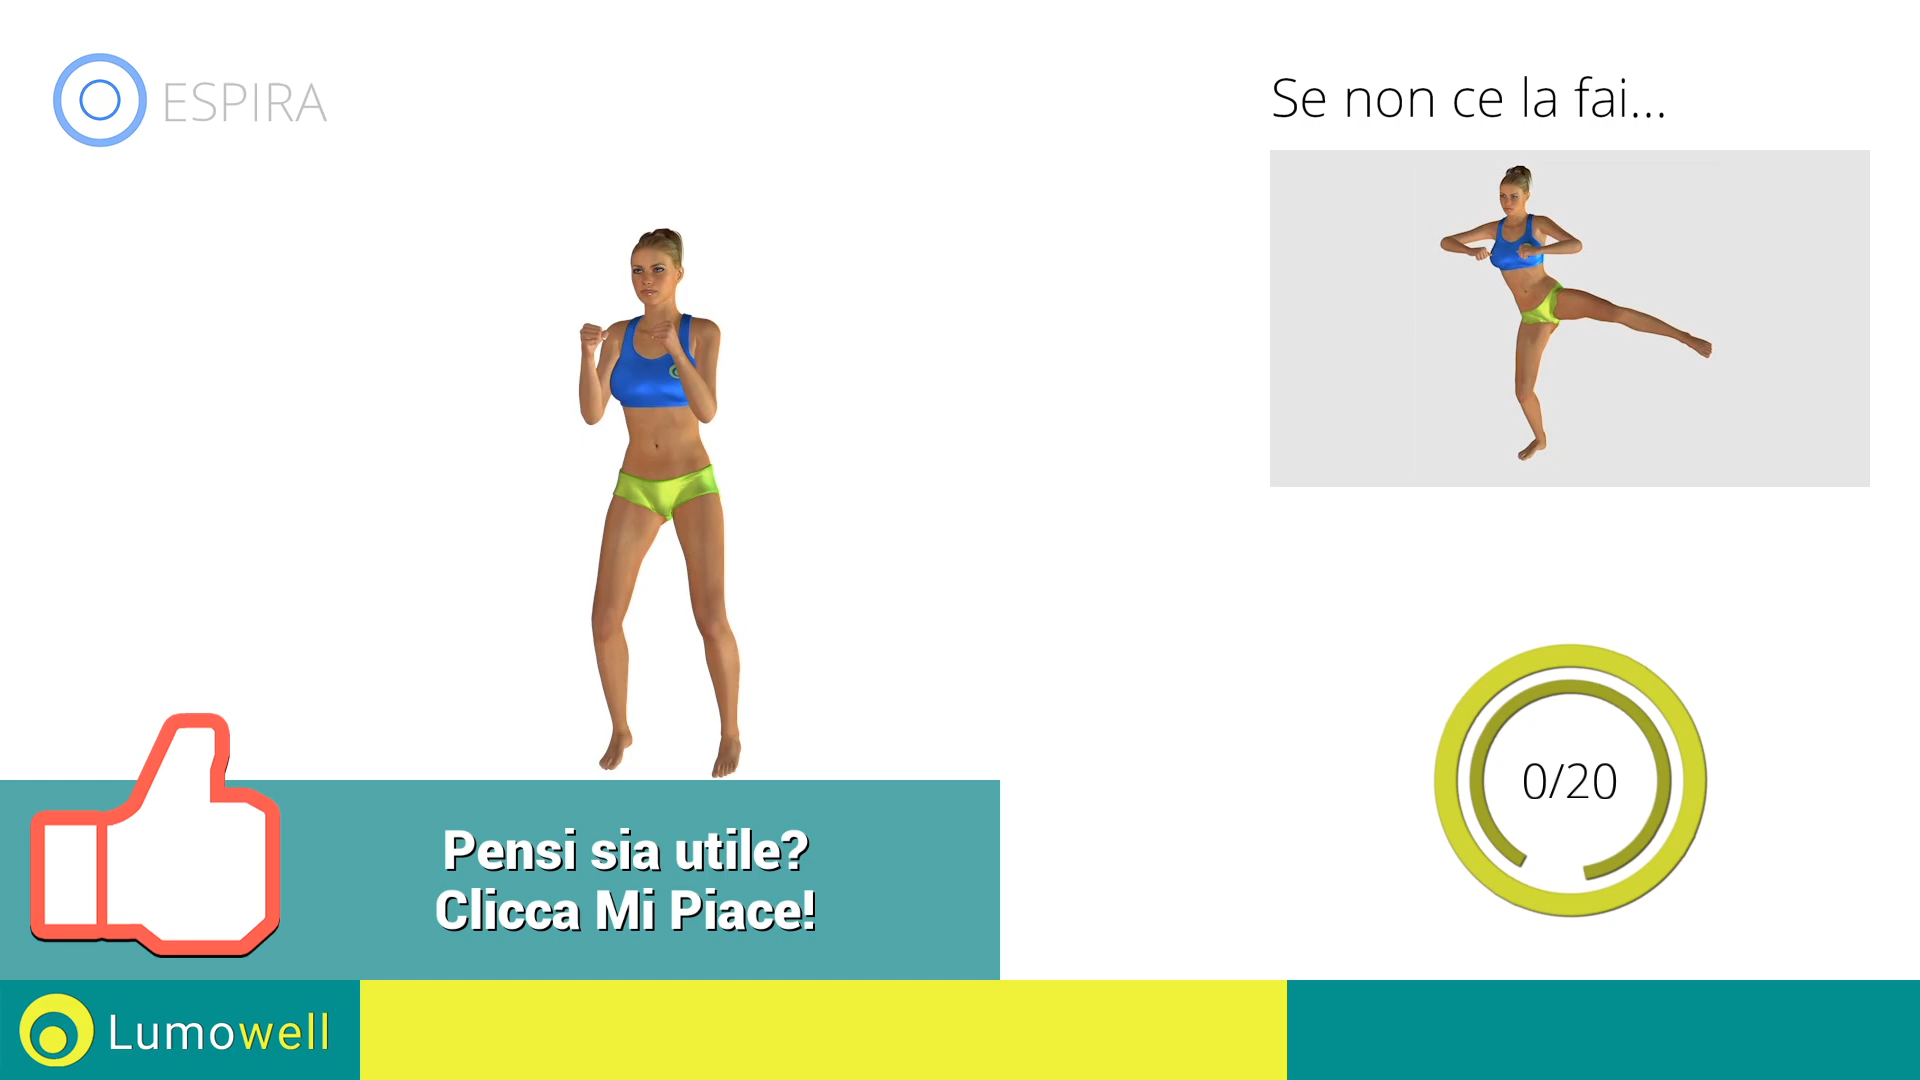 ESPIRA
Se non ce la fai...
0/20
Pensi sia utile?
Clicca Mi Piace!
Lumowell